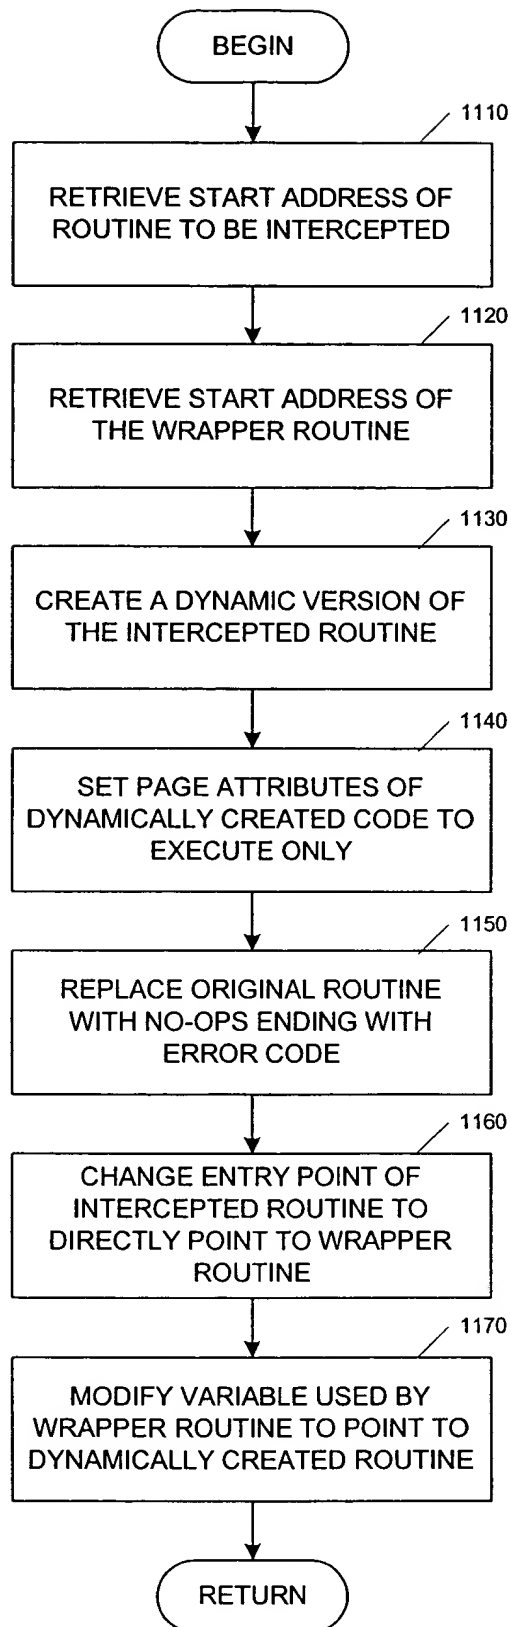 BEGIN
1110
RETRIEVE START ADDRESS OF
ROUTINE TO BE INTERCEPTED
1120
RETRIEVE START ADDRESS OF
THE WRAPPER ROUTINE
1130
CREATE A DYNAMIC VERSION OF
THE INTERCEPTED ROUTINE
1140
SET PAGE ATTRIBUTES OF
DYNAMICALLY CREATED CODE TO
EXECUTE ONLY
1150
REPLACE ORIGINAL ROUTINE
WITH NO-OPS ENDING WITH
ERROR CODE
1160
CHANGE ENTRY POINT OF
INTERCEPTED ROUTINE TO
DIRECTLY POINT TO WRAPPER
ROUTINE
1170
MODIFY VARIABLE USED BY
WRAPPER ROUTINE TO POINT TO
DYNAMICALLY CREATED ROUTINE
RETURN